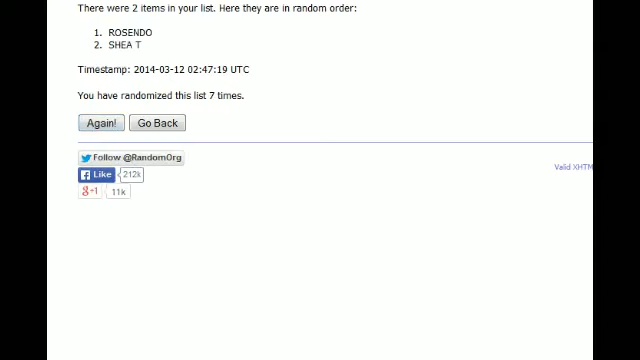 There were 2 items in your list. Here they are in random order:
1. ROSENDO
2. SHEA T
Timestamp: 2014-03-12 02:47:19 UTC
You have randomized this list 7 times.
Again! Go Back
Follow @RandomOrg
Like 212k
Valid XHTM
g+1 11k